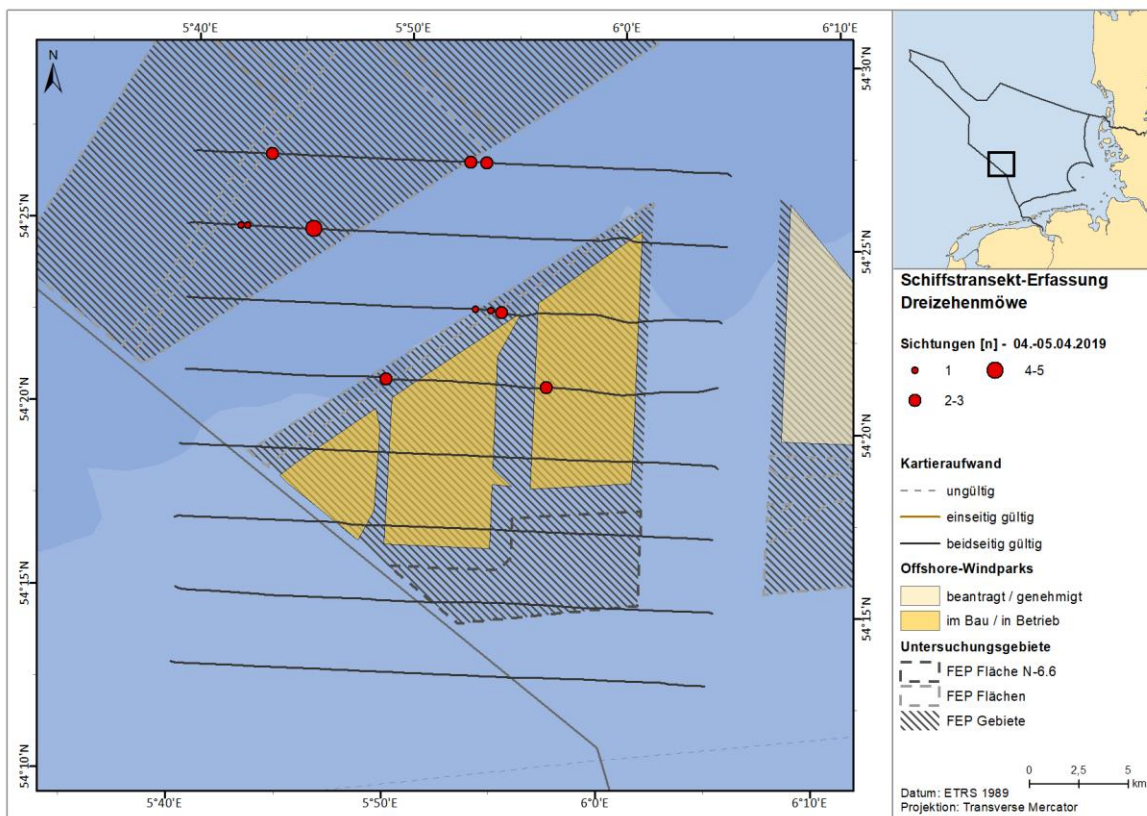 5°40'E 5°50'E 6°0'E 6°10'E
N
54°30'N
54°25'N
54°25'N
54°20'N
54°20'N
54°15'N
54°15'N
54°10'N
5°40'E 5°50'E 6°0'E 6°10'E
Schiffstransekt-Erfassung
Dreizehenmöwe
Sichtungen [n] - 04.-05.04.2019
1 4-5
2-3
Kartieraufwand
ungültig
einseitig gültig
beidseitig gültig
Offshore-Windparks
beantragt / genehmigt
im Bau / in Betrieb
Untersuchungsgebiete
FEP Fläche N-6.6
FEP Flächen
FEP Gebiete
0 2,5 5
km
Datum: ETRS 1989
Projektion: Transverse Mercator